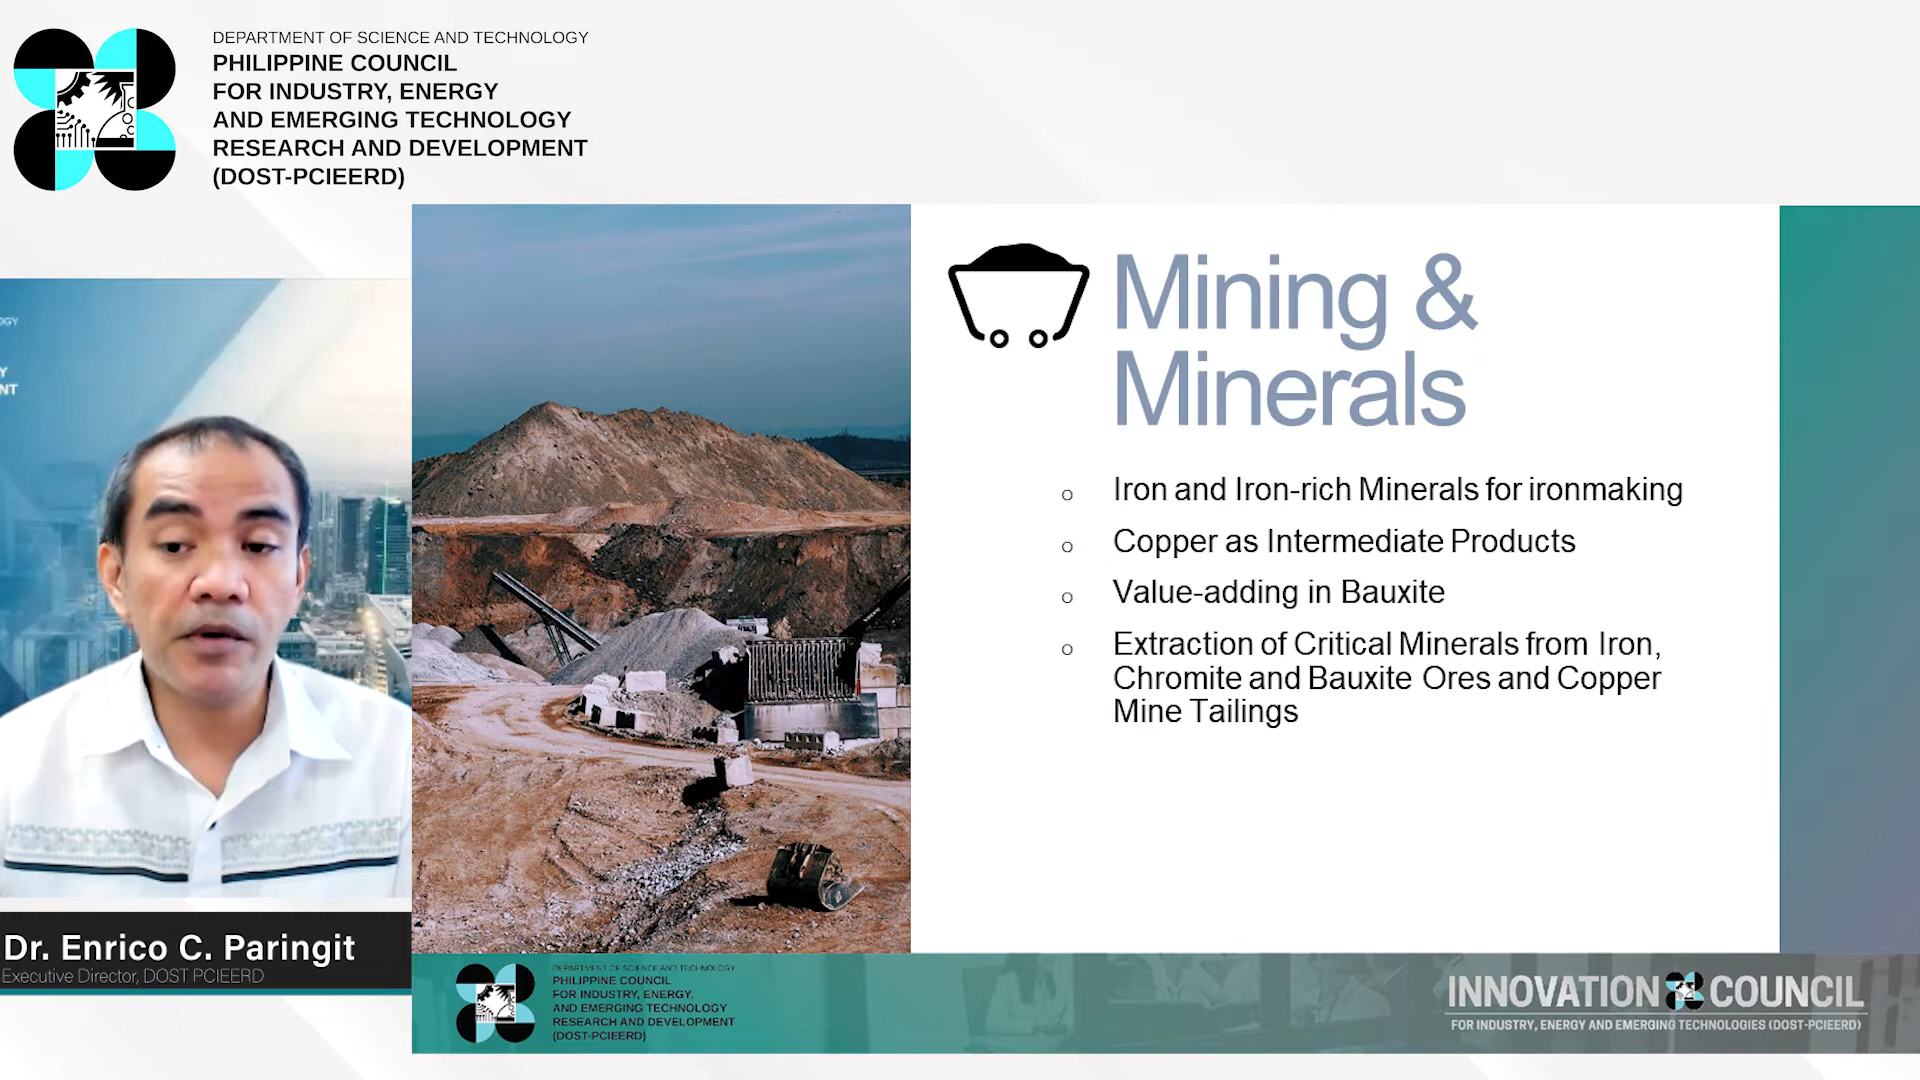 DEPARTMENT OF SCIENCE AND TECHNOLOGY
PHILIPPINE COUNCIL
FOR INDUSTRY, ENERGY
AND EMERGING TECHNOLOGY
RESEARCH AND DEVELOPMENT
(DOST-PCIEERD)
OGY
Y
NT
Dr. Enrico C. Paringit
Executive Director, DOST PCIEERD
Mining &
Minerals
Iron and Iron-rich Minerals for ironmaking
Copper as Intermediate Products
Value-adding in Bauxite
Extraction of Critical Minerals from Iron,
Chromite and Bauxite Ores and Copper
Mine Tailings
DEPARTMENT OF SCIENCE AND TECHNOLOGY
PHILIPPINE COUNCIL
FOR INDUSTRY, ENERGY,
AND EMERGING TECHNOLOGY
RESEARCH AND DEVELOPMENT
(DOST-PCIEERD)
INNOVATION COUNCIL
FOR INDUSTRY, ENERGY AND EMERGING TECHNOLOGIES (DOST-PCIEERD)